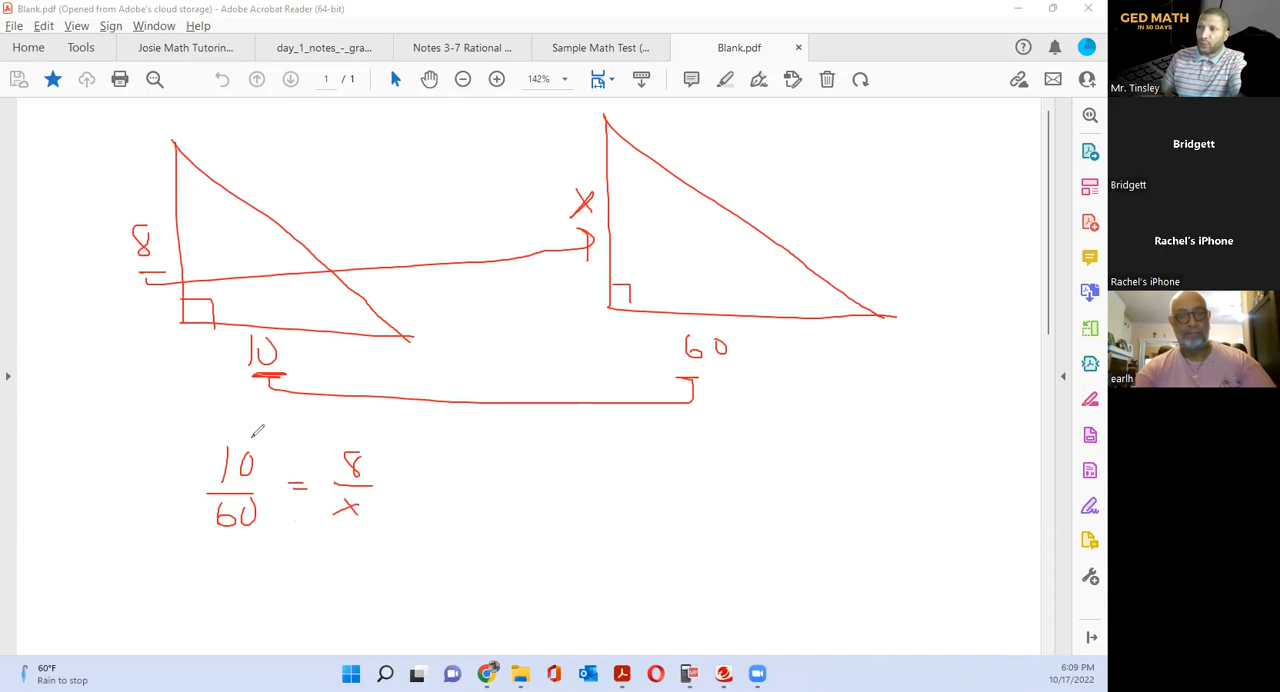 Blank.pdf (Opened from Adobe's cloud storage) - Adobe Acrobat Reader (64-bit)
File Edit View Sign Window Help
Home Tools Josie Math Tutorin... day_1_notes_-_gra... Notes 3-7 Rational ... Sample Math Test (... Blank.pdf ×
1 / 1 142%
8 x
10 60
10/60 = 8/x
GED MATH
IN 30 DAYS
Mr. Tinsley
Bridgett
Bridgett
Rachel's iPhone
Rachel's iPhone
earlh
60°F
Rain to stop
6:09 PM
10/17/2022